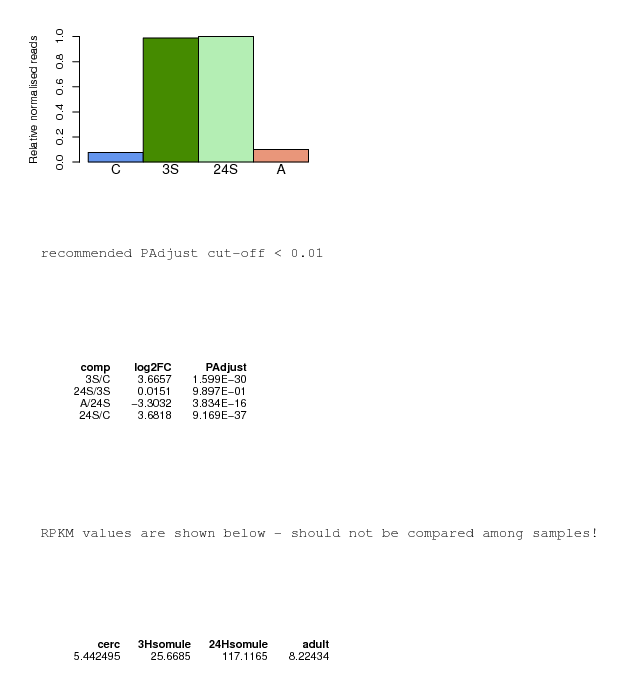 Relative normalised reads
1.0
0.8
0.6
0.4
0.2
0.0
C 3S 24S A
recommended PAdjust cut-off < 0.01
comp log2FC PAdjust
3S/C 3.6657 1.599E−30
24S/3S 0.0151 9.897E−01
A/24S −3.3032 3.834E−16
24S/C 3.6818 9.169E−37
RPKM values are shown below - should not be compared among samples!
cerc 3Hsomule 24Hsomule adult
5.442495 25.6685 117.1165 8.22434